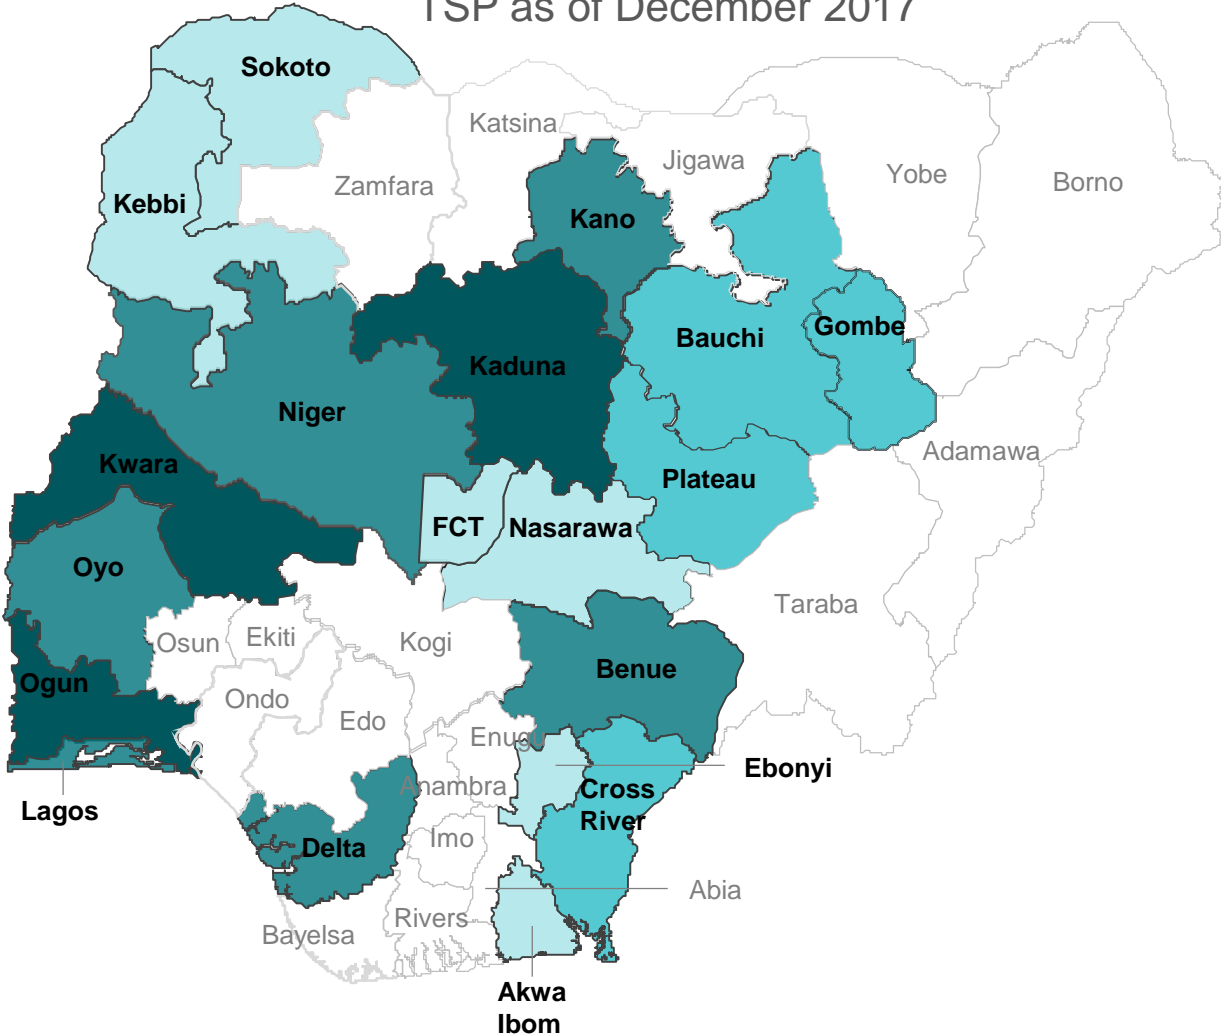 TSP as of December 2017
Sokoto
Katsina
Jigawa
Yobe
Borno
Zamfara
Kebbi
Kano
Gombe
Bauchi
Kaduna
Niger
Adamawa
Kwara
Plateau
FCT
Nasarawa
Oyo
Taraba
Osun
Ekiti
Kogi
Benue
Ogun
Ondo
Edo
Enugu
Ebonyi
Anambra
Cross
River
Lagos
Imo
Delta
Abia
Rivers
Bayelsa
Akwa
Ibom